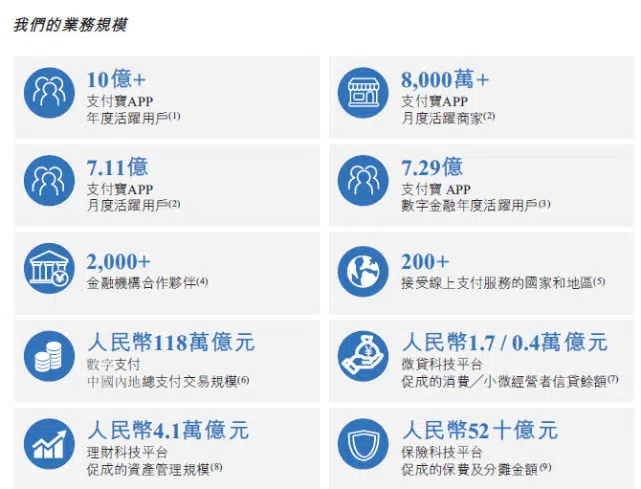 我們的業務規模
10億+
支付寶APP
年度活躍用戶(1)
8,000萬+
支付寶APP
月度活躍商家(2)
7.11億
支付寶APP
月度活躍用戶(2)
7.29億
支付寶 APP
數字金融年度活躍用戶(3)
2,000+
金融機構合作夥伴(4)
200+
接受線上支付服務的國家和地區(5)
人民幣118萬億元
數字支付
中國內地總支付交易規模(6)
人民幣1.7 / 0.4萬億元
微貸科技平台
促成的消費／小微經營者信貸餘額(7)
人民幣4.1萬億元
理財科技平台
促成的資產管理規模(8)
人民幣52十億元
保險科技平台
促成的保費及分攤金額(9)